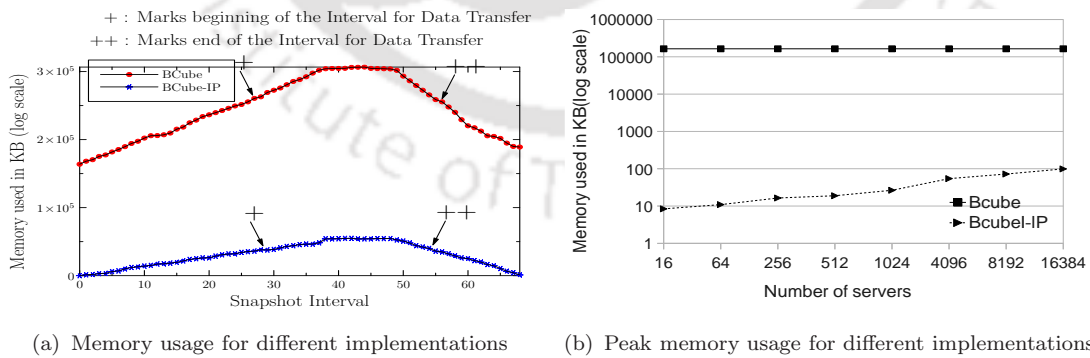 + : Marks beginning of the Interval for Data Transfer
++ : Marks end of the Interval for Data Transfer
Memory used in KB (log scale)
3×10⁵
2×10⁵
1×10⁵
0
BCube
BCube-IP
+
++
+
++
0 10 20 30 40 50 60
Snapshot Interval
(a) Memory usage for different implementations
Memory used in KB(log scale)
1000000
100000
10000
1000
100
10
1
Bcube
Bcubel-IP
16 64 256 512 1024 4096 8192 16384
Number of servers
(b) Peak memory usage for different implementations
stitute of T